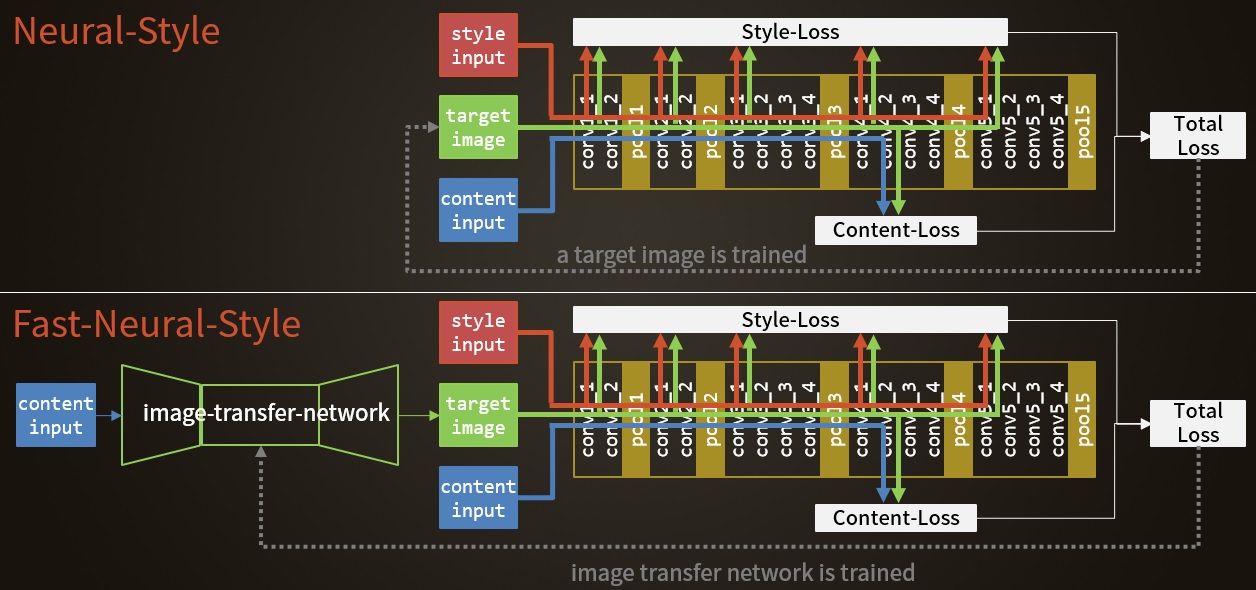 Neural-Style
style
input
Style-Loss
target
image
conv1_1
conv1_2
pool1
conv2_1
conv2_2
pool2
conv3_1
conv3_2
conv3_3
conv3_4
pool3
conv4_1
conv4_2
conv4_3
conv4_4
pool4
conv5_1
conv5_2
conv5_3
conv5_4
pool5
Total
Loss
content
input
Content-Loss
a target image is trained
Fast-Neural-Style
style
input
Style-Loss
content
input
image-transfer-network
target
image
conv1_1
conv1_2
pool1
conv2_1
conv2_2
pool2
conv3_1
conv3_2
conv3_3
conv3_4
pool3
conv4_1
conv4_2
conv4_3
conv4_4
pool4
conv5_1
conv5_2
conv5_3
conv5_4
pool5
Total
Loss
content
input
Content-Loss
image transfer network is trained